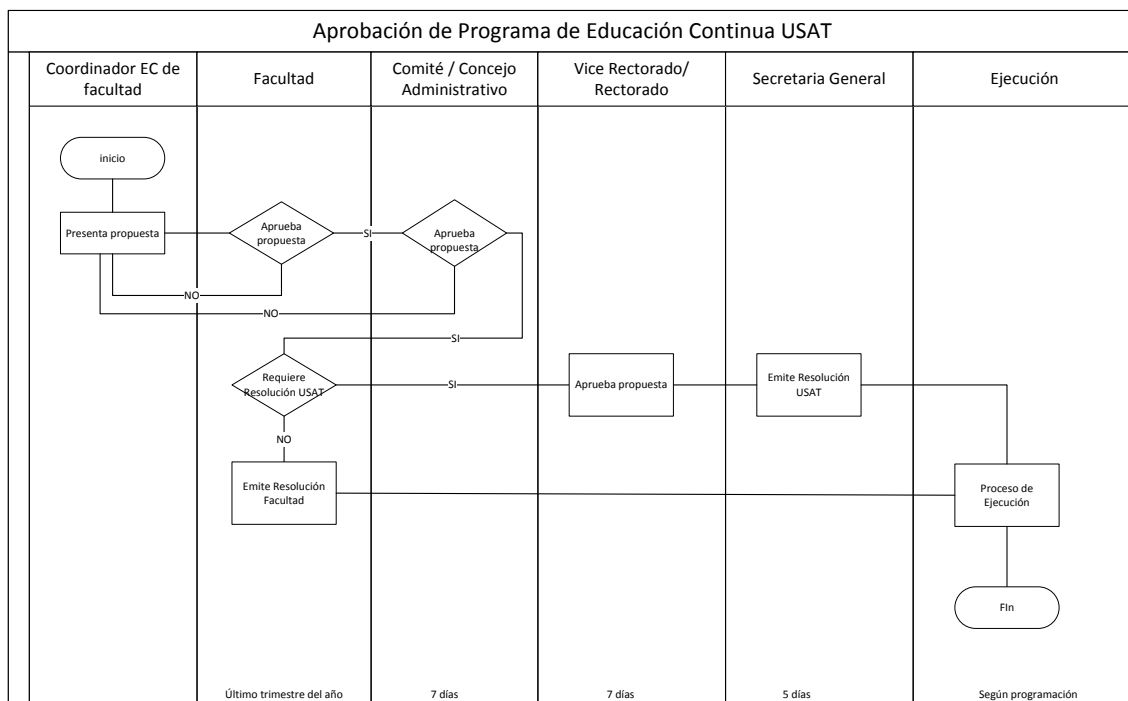 Aprobación de Programa de Educación Continua USAT
Coordinador EC de
facultad
Facultad
Comité / Concejo
Administrativo
Vice Rectorado/
Rectorado
Secretaria General
Ejecución
inicio
Presenta propuesta
Aprueba
propuesta
SI
Aprueba
propuesta
NO
NO
SI
Requiere
Resolución USAT
SI
Aprueba propuesta
Emite Resolución
USAT
NO
Emite Resolución
Facultad
Proceso de
Ejecución
FIn
Último trimestre del año
7 días
7 días
5 días
Según programación